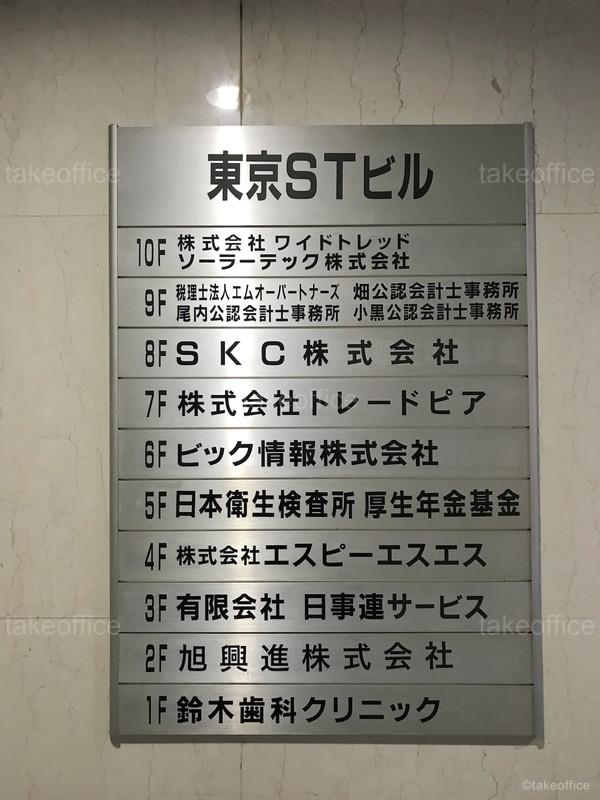 東京STビル
10F 株式会社ワイドトレッド
ソーラーテック株式会社
9F 税理士法人エムオーパートナーズ 畑公認会計士事務所
尾内公認会計士事務所 小黒公認会計士事務所
8F SKC株式会社
7F 株式会社トレードピア
6F ビック情報株式会社
5F 日本衛生検査所厚生年金基金
4F 株式会社エスピーエスエス
3F 有限会社 日事連サービス
2F 旭興進株式会社
1F 鈴木歯科クリニック
takeoffice
takeoffice
takeoffice
takeoffice
takeoffice
©takeoffice